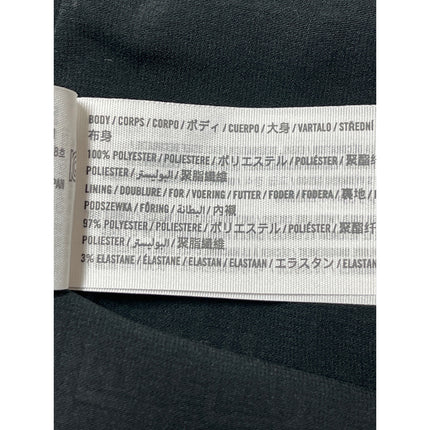 BODY / CORPS / CORPO / ボディ / CUERPO / 大身 / VARTALO / STŘEDNÍ
布身
100% POLYESTER / POLIESTERE / ポリエステル / POLIÉSTER / 聚酯纤
POLIESTER / البوليستر / 聚脂纖維
LINING / DOUBLURE / FOR / VOERING / FUTTER / FODER / FODERA / 裏地
PODSZEWKA / FÖRING / البطانة / 內襯
97% POLYESTER / POLIESTERE / ポリエステル / POLIÉSTER / 聚酯纤
POLIESTER / البوليستر / 聚脂纖維
3% ELASTANE / ÉLASTANE / ELASTAN / ELASTAAN / エラスタン / ELASTAN